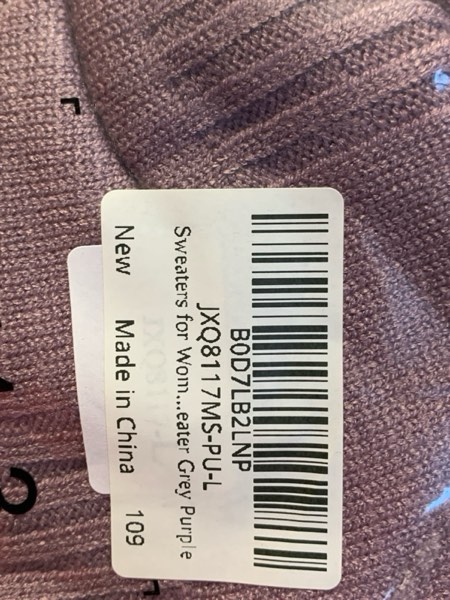 B0D7LB2LNP
JXQ8117MS-PU-L
Sweaters for Wom...eater Grey Purple
New Made in China 109